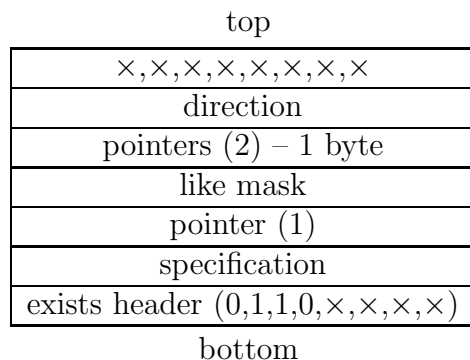 top
×,×,×,×,×,×,×,×
direction
pointers (2) – 1 byte
like mask
pointer (1)
specification
exists header (0,1,1,0,×,×,×,×)
bottom